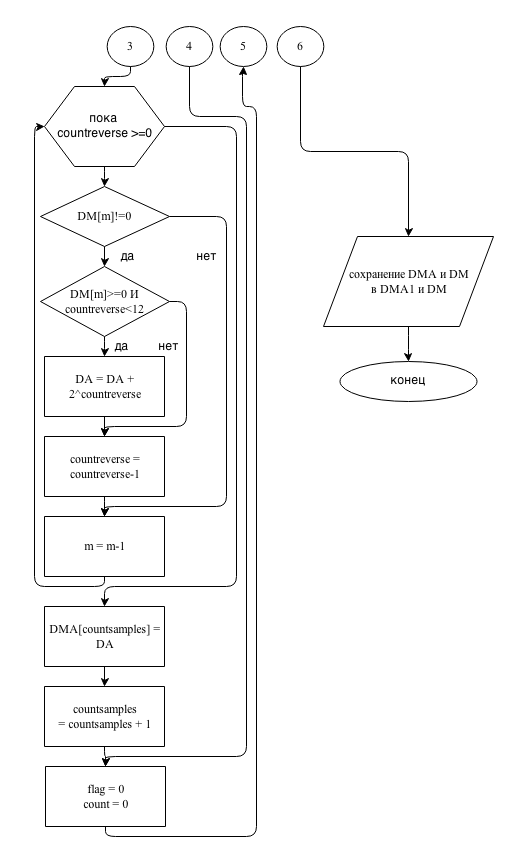 3
4
5
6
пока
countreverse >=0
DM[m]!=0
да
нет
DM[m]>=0 И
countreverse<12
да
нет
DA = DA +
2^countreverse
countreverse =
countreverse-1
m = m-1
DMA[countsamples] =
DA
countsamples
= countsamples + 1
flag = 0
count = 0
сохранение DMA и DM
в DMA1 и DM
конец